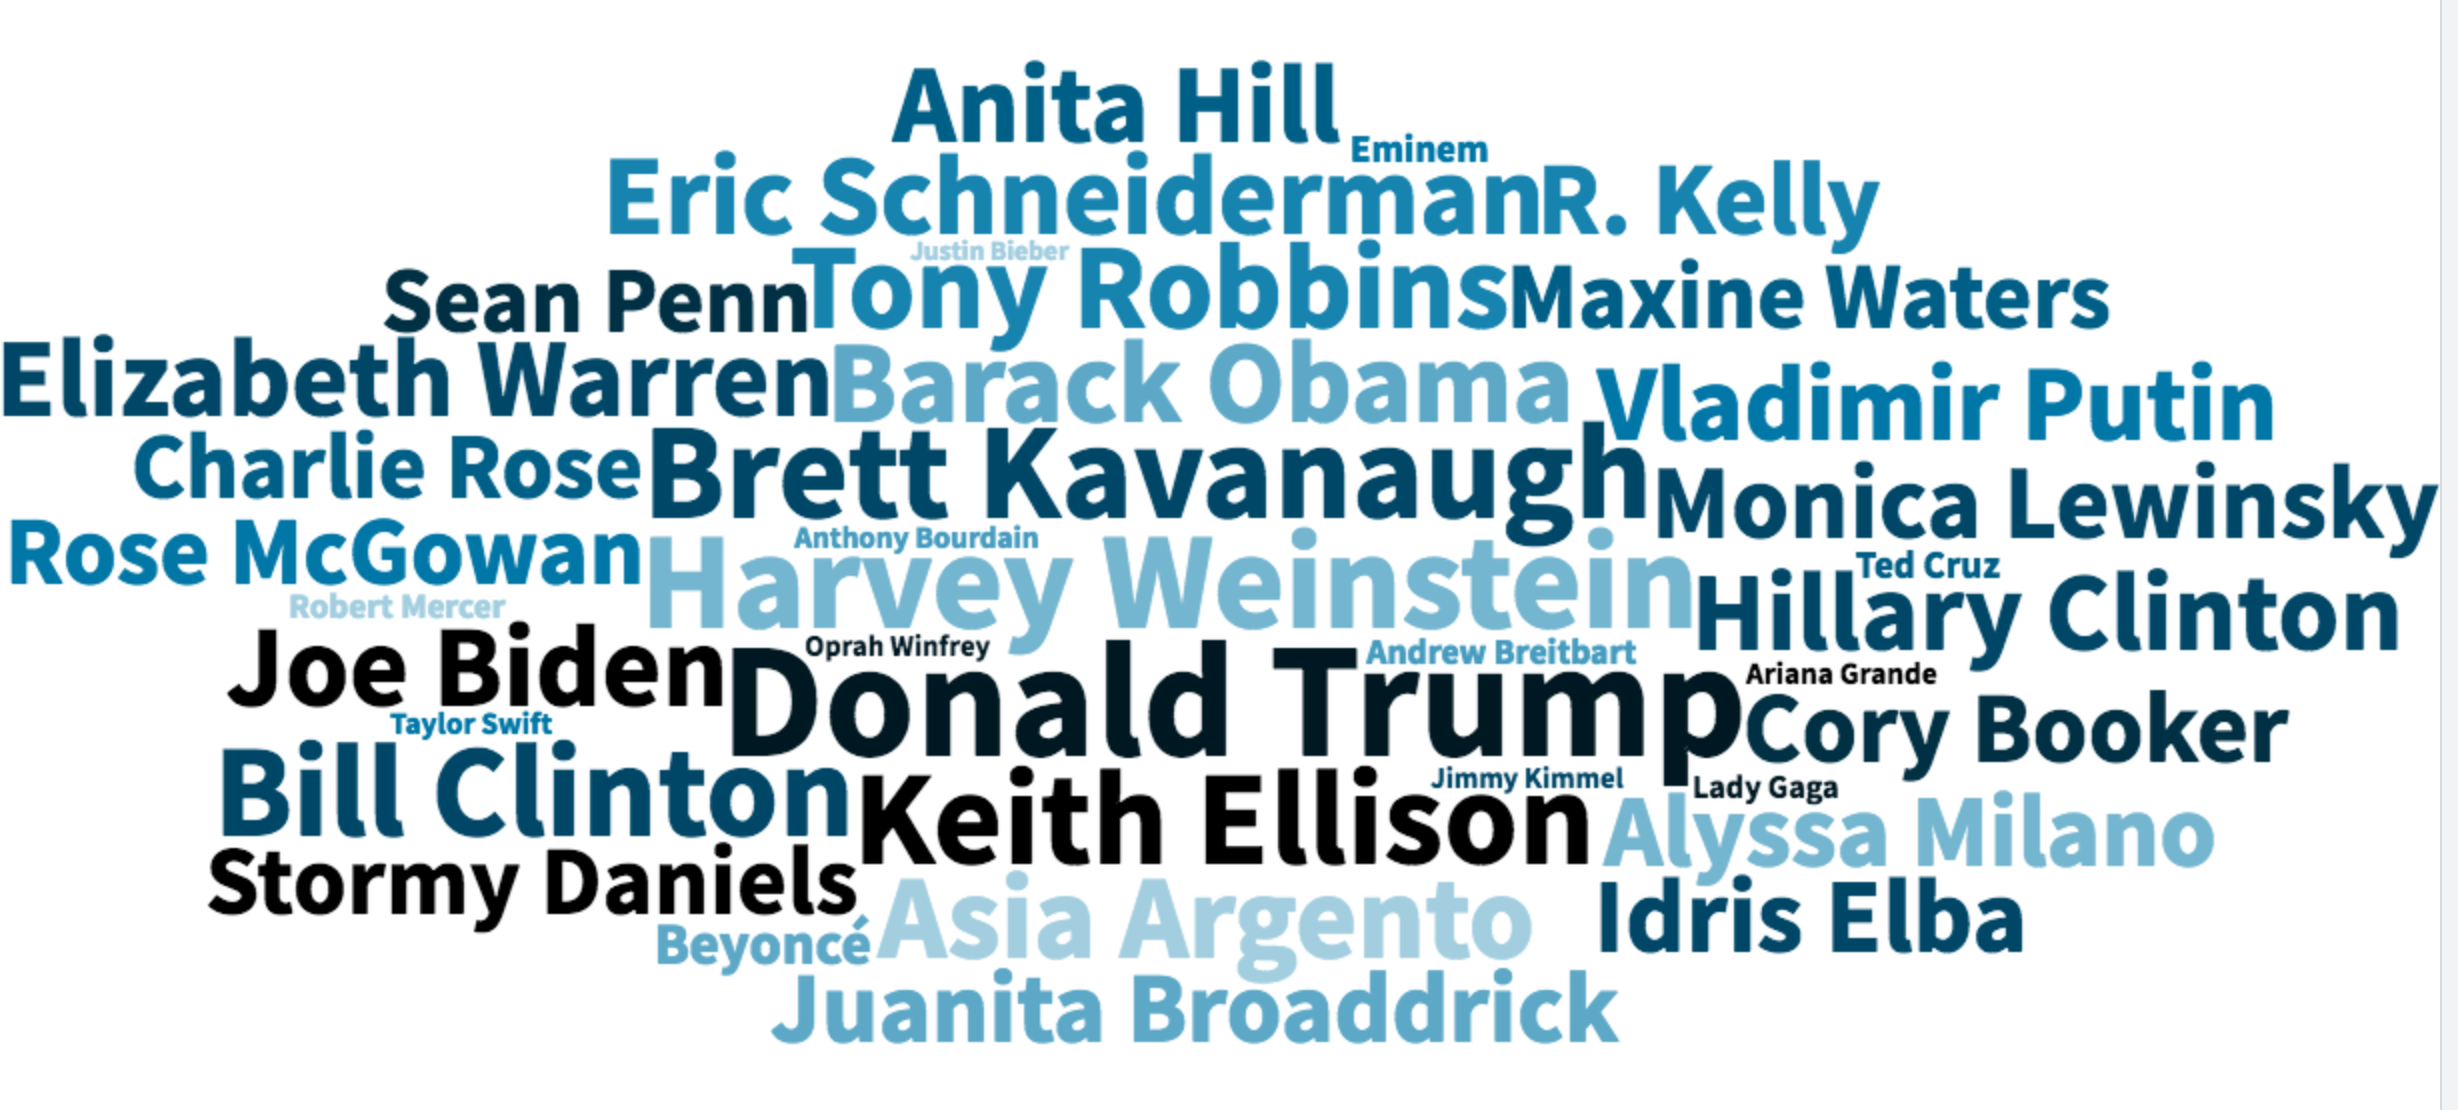 Anita Hill
Eminem
Eric Schneiderman
R. Kelly
Justin Bieber
Sean Penn
Tony Robbins
Maxine Waters
Elizabeth Warren
Barack Obama
Vladimir Putin
Charlie Rose
Brett Kavanaugh
Monica Lewinsky
Rose McGowan
Anthony Bourdain
Harvey Weinstein
Ted Cruz
Robert Mercer
Hillary Clinton
Joe Biden
Oprah Winfrey
Andrew Breitbart
Donald Trump
Ariana Grande
Taylor Swift
Cory Booker
Bill Clinton
Jimmy Kimmel
Keith Ellison
Lady Gaga
Alyssa Milano
Stormy Daniels
Asia Argento
Idris Elba
Beyoncé
Juanita Broaddrick